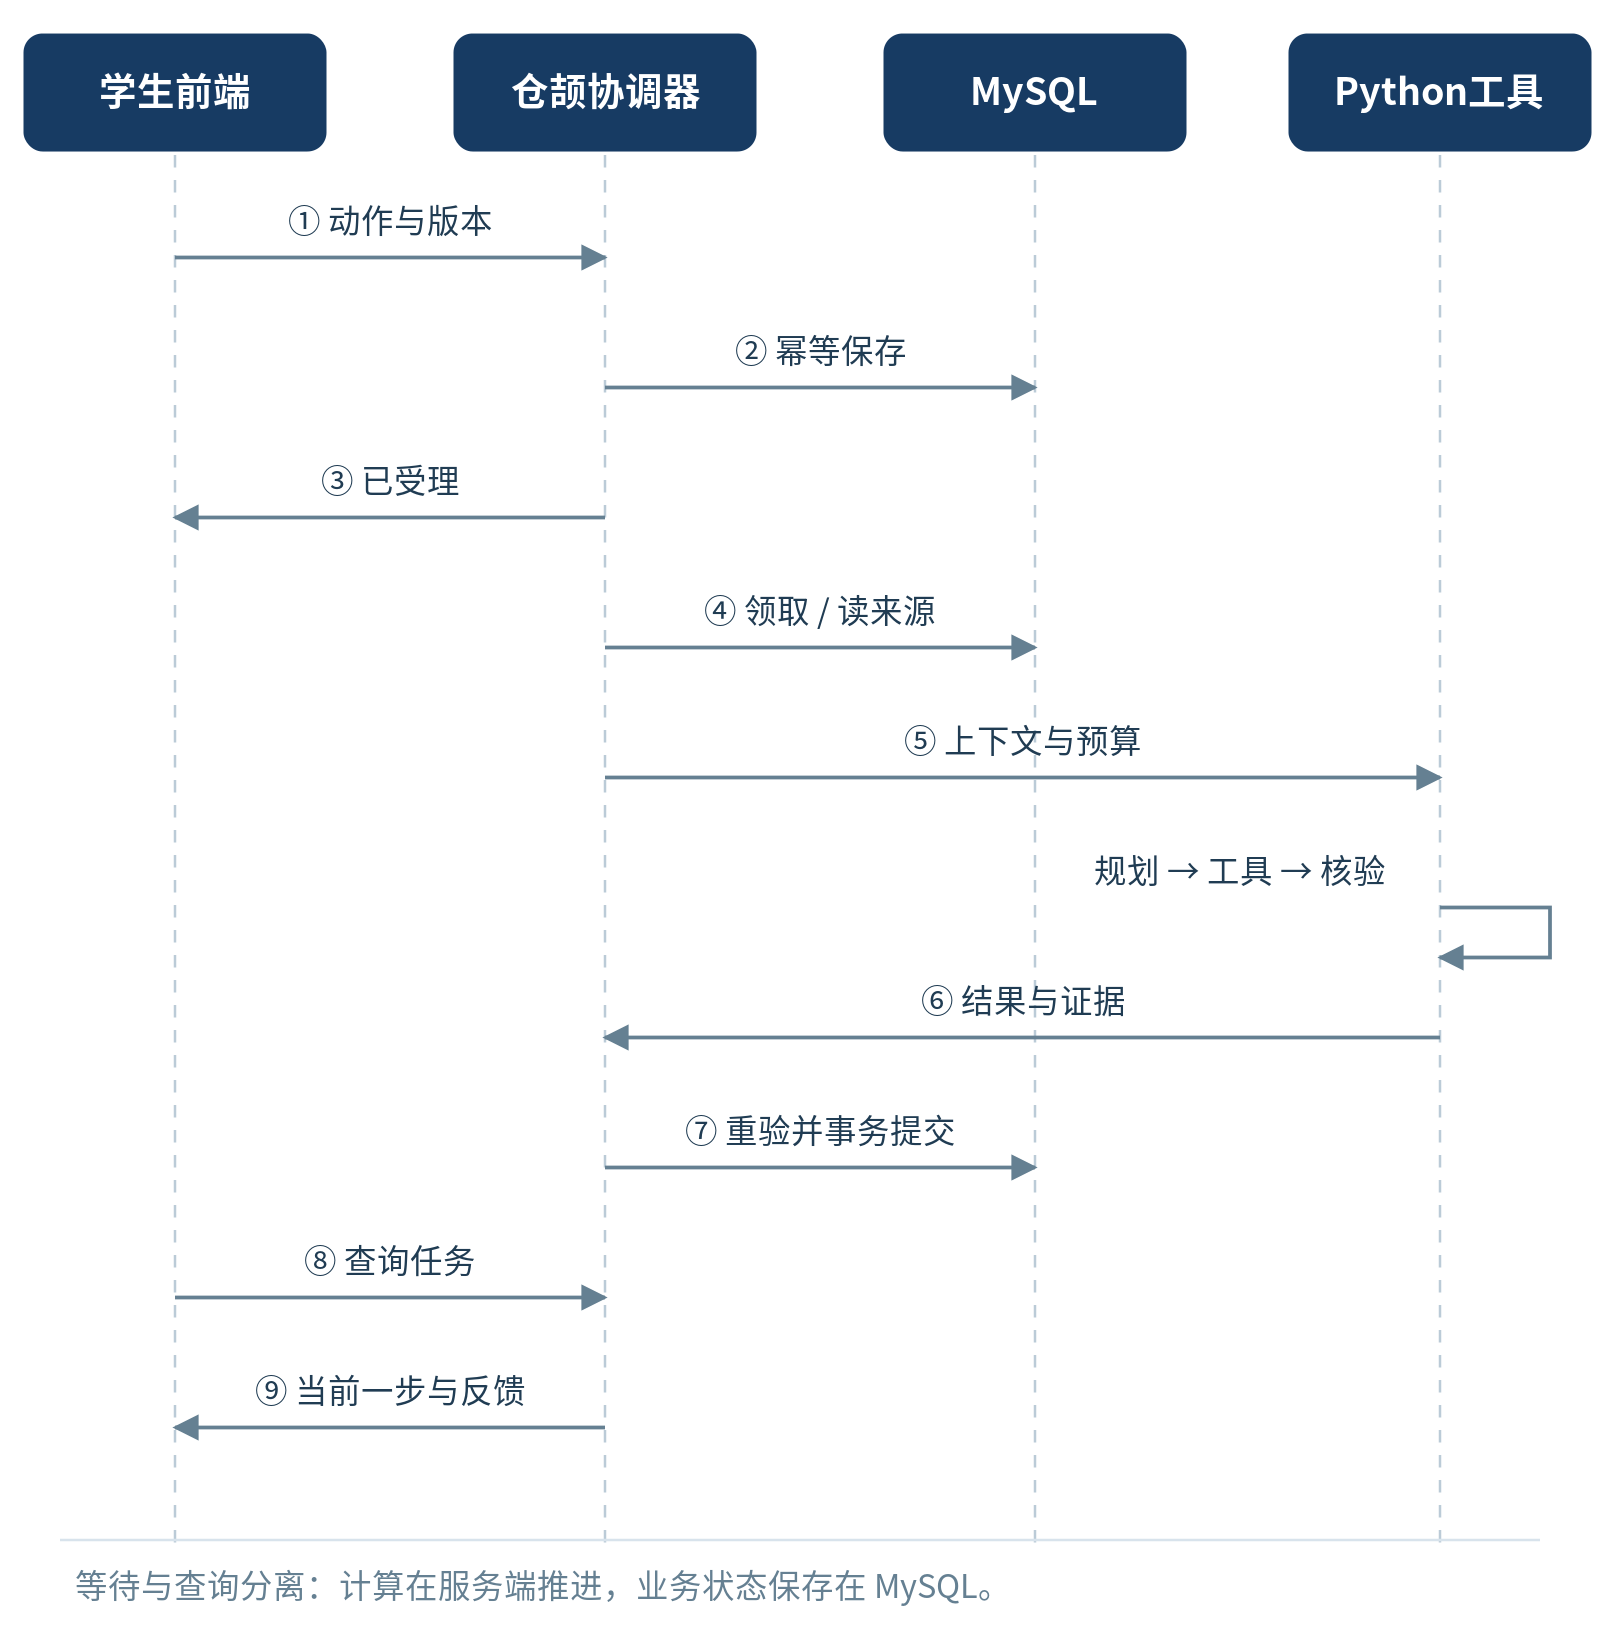 学生前端
仓颉协调器
MySQL
Python工具
① 动作与版本
② 幂等保存
③ 已受理
④ 领取 / 读来源
⑤ 上下文与预算
规划 → 工具 → 核验
⑥ 结果与证据
⑦ 重验并事务提交
⑧ 查询任务
⑨ 当前一步与反馈
等待与查询分离：计算在服务端推进，业务状态保存在 MySQL。